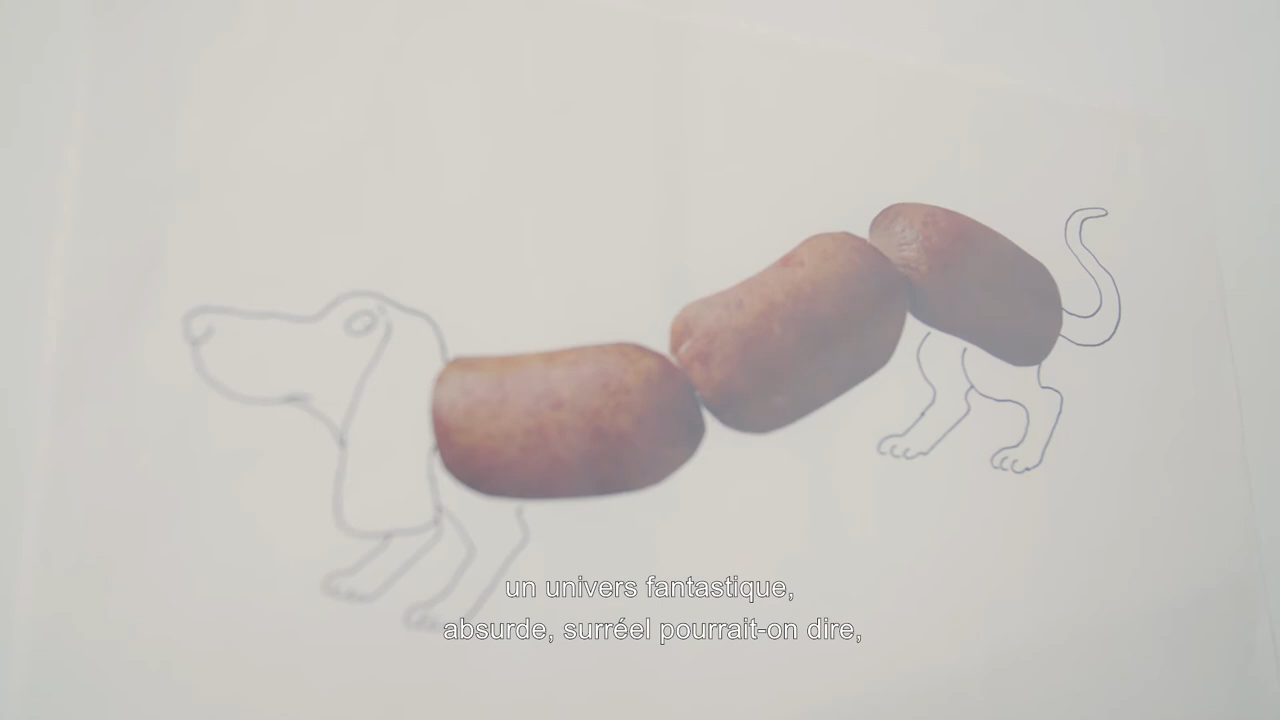 un univers fantastique,
absurde, surréel pourrait-on dire,